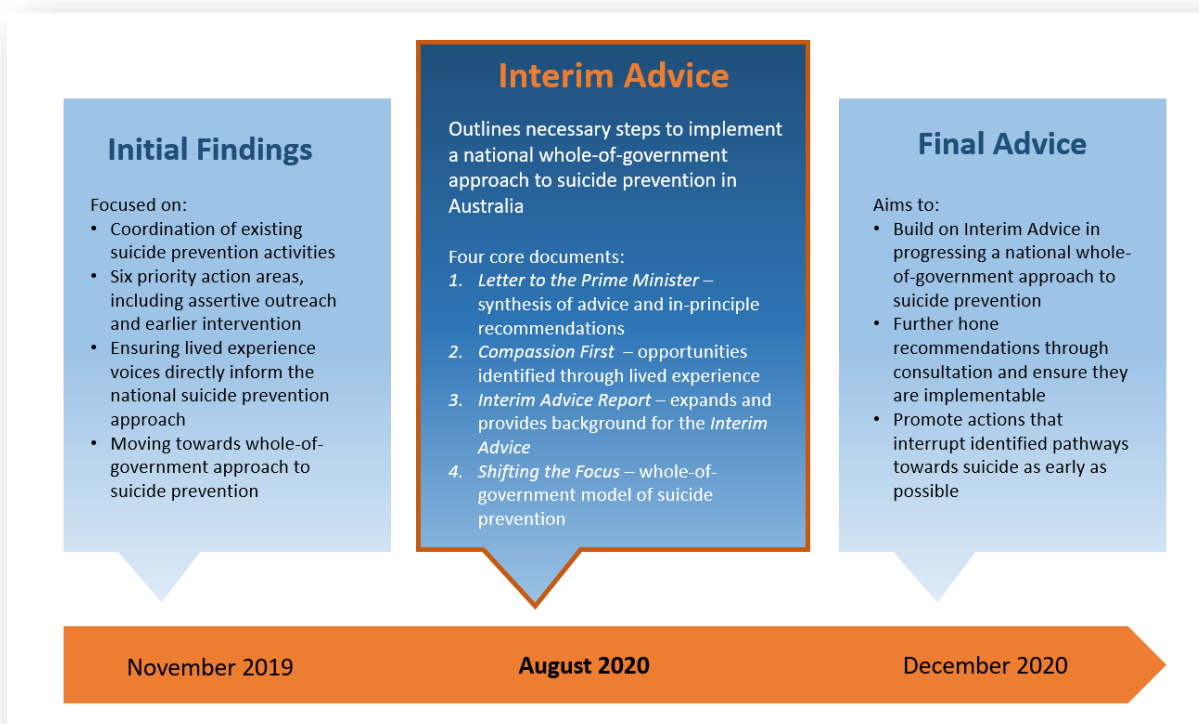 Initial Findings
Focused on:
• Coordination of existing
suicide prevention activities
• Six priority action areas,
including assertive outreach
and earlier intervention
• Ensuring lived experience
voices directly inform the
national suicide prevention
approach
• Moving towards whole-of-
government approach to
suicide prevention
Interim Advice
Outlines necessary steps to implement
a national whole-of-government
approach to suicide prevention in
Australia
Four core documents:
1. Letter to the Prime Minister –
synthesis of advice and in-principle
recommendations
2. Compassion First – opportunities
identified through lived experience
3. Interim Advice Report – expands and
provides background for the Interim
Advice
4. Shifting the Focus – whole-of-
government model of suicide
prevention
Final Advice
Aims to:
• Build on Interim Advice in
progressing a national whole-
of-government approach to
suicide prevention
• Further hone
recommendations through
consultation and ensure they
are implementable
• Promote actions that
interrupt identified pathways
towards suicide as early as
possible
November 2019
August 2020
December 2020